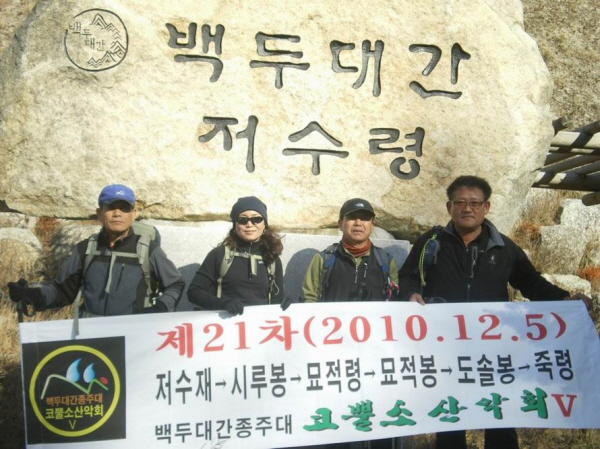 백두대간
백두대간
저수령
제21차(2010.12.5)
저수재→시루봉→묘적령→묘적봉→도솔봉→죽령
백두대간종주대 코뿔소산악회V
백두대간종주대
코뿔소산악회
V